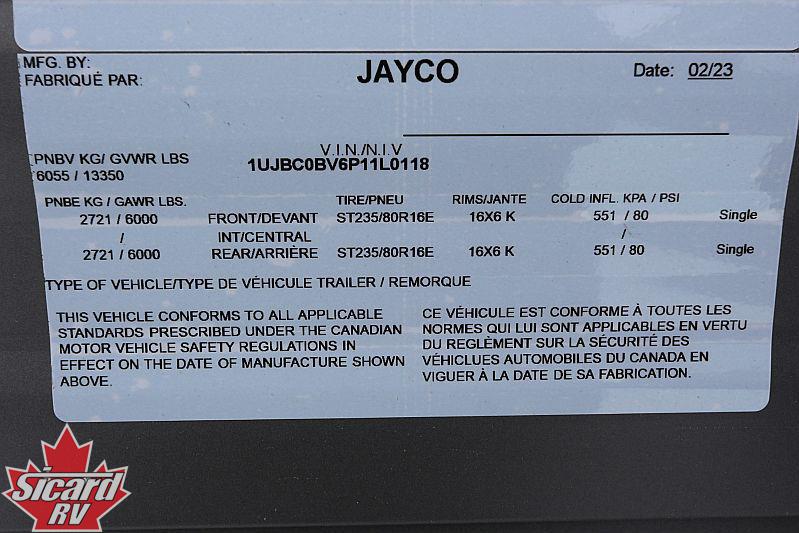 MFG. BY: JAYCO Date: 02/23
FABRIQUÉ PAR:
V.I.N./N.I.V
PNBV KG/ GVWR LBS 1UJBC0BV6P11L0118
6055 / 13350
PNBE KG / GAWR LBS. TIRE/PNEU RIMS/JANTE COLD INFL. KPA / PSI
2721 / 6000 FRONT/DEVANT ST235/80R16E 16X6 K 551 / 80 Single
/ INT/CENTRAL /
2721 / 6000 REAR/ARRIÈRE ST235/80R16E 16X6 K 551 / 80 Single
TYPE OF VEHICLE/TYPE DE VÉHICULE TRAILER / REMORQUE
THIS VEHICLE CONFORMS TO ALL APPLICABLE
STANDARDS PRESCRIBED UNDER THE CANADIAN
MOTOR VEHICLE SAFETY REGULATIONS IN
EFFECT ON THE DATE OF MANUFACTURE SHOWN
ABOVE.
CE VÉHICULE EST CONFORME À TOUTES LES
NORMES QUI LUI SONT APPLICABLES EN VERTU
DU REGLÈMENT SUR LA SÉCURITÉ DES
VÉHICLUES AUTOMOBILES DU CANADA EN
VIGUER À LA DATE DE SA FABRICATION.
Sicard
RV